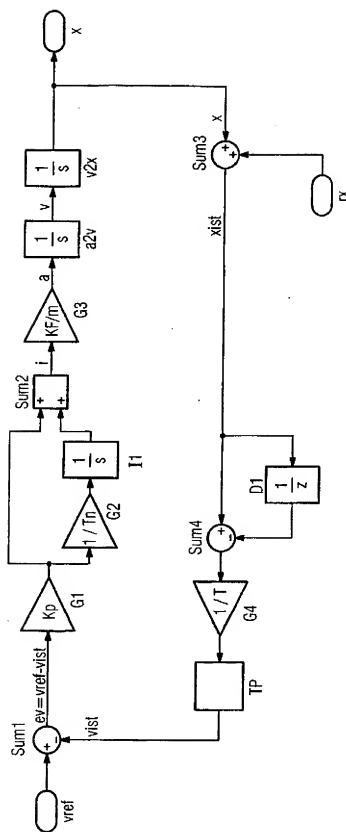 vref
Sum1
+
−
ev=vref-vist
Kp
G1
1 / Tn
G2
1
s
I1
Sum2
+
+
i
KF/m
G3
a
1
s
a2v
v
1
s
v2x
x
x
Sum3
+
+
rx
xist
D1
1
z
Sum4
+
−
1 / T
G4
TP
vist